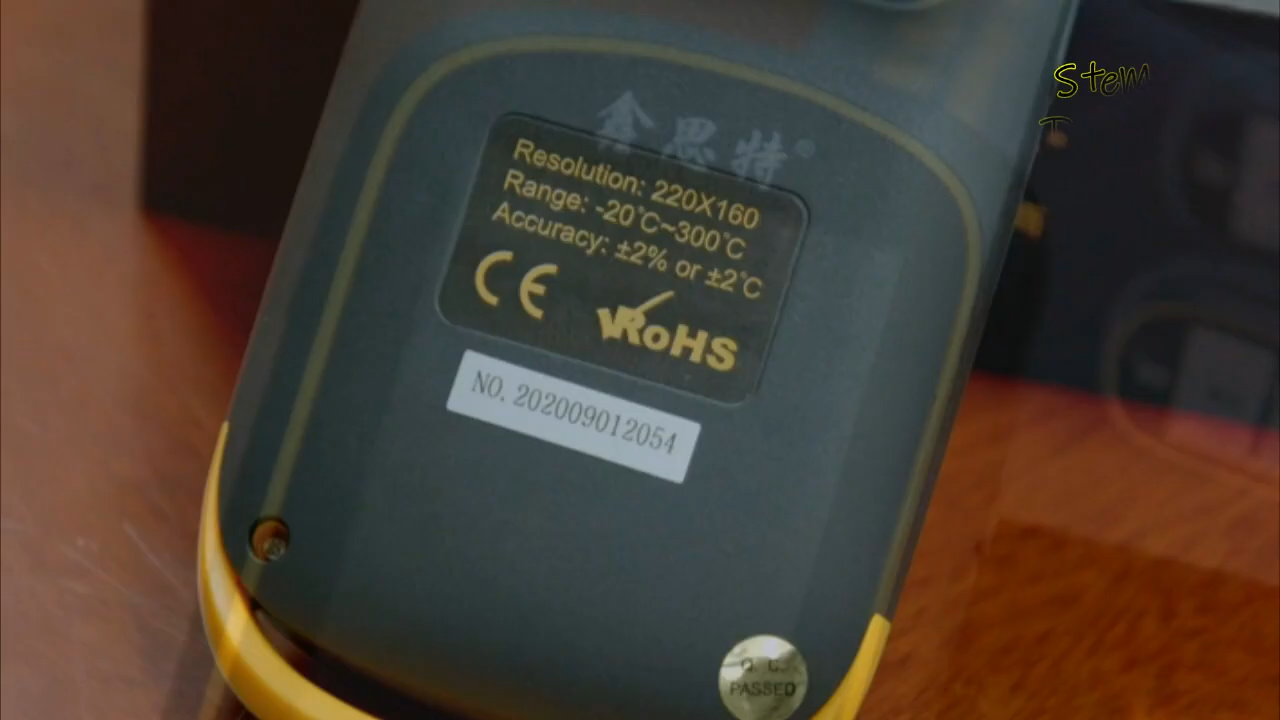 Stem
T
鑫思特®
Resolution: 220X160
Range: -20°C~300°C
Accuracy: ±2% or ±2°C
CE
RoHS
NO. 202009012054
Q. C.
PASSED